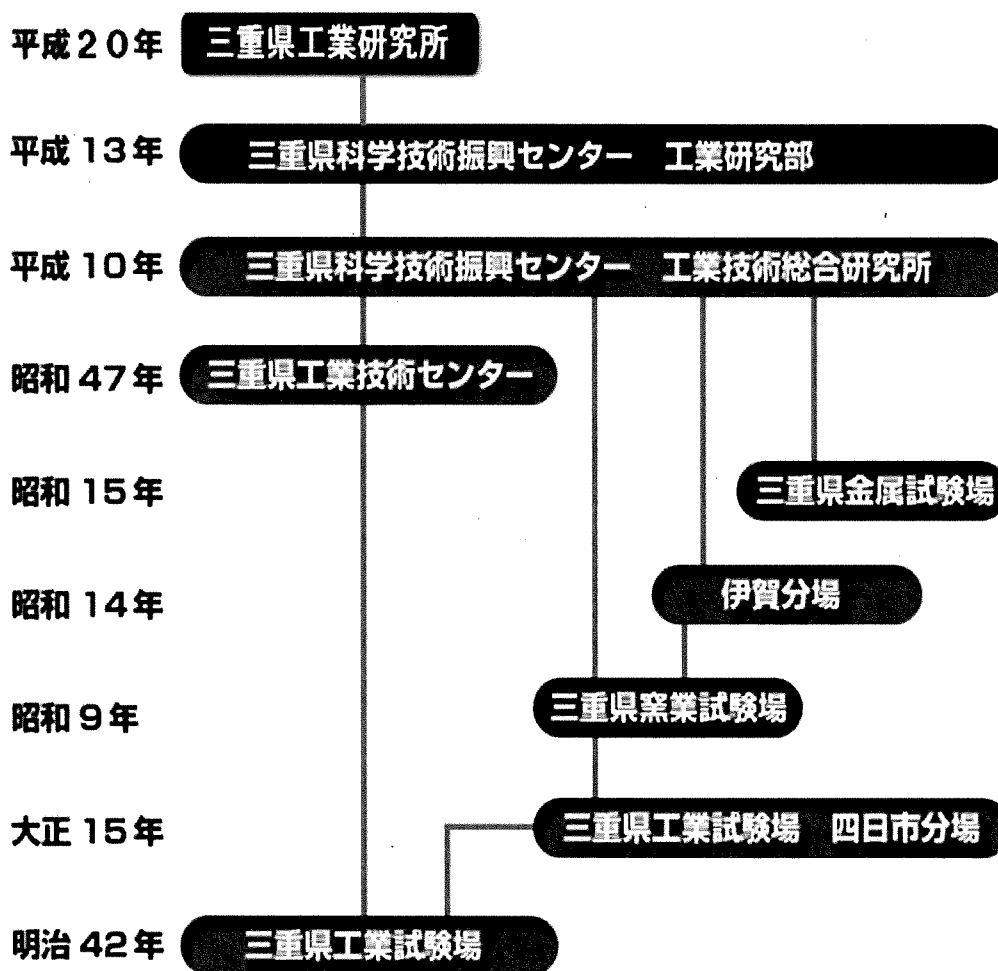 平成20年 三重県工業研究所
平成13年 三重県科学技術振興センター 工業研究部
平成10年 三重県科学技術振興センター 工業技術総合研究所
昭和47年 三重県工業技術センター
昭和15年 三重県金属試験場
昭和14年 伊賀分場
昭和9年 三重県窯業試験場
大正15年 三重県工業試験場 四日市分場
明治42年 三重県工業試験場